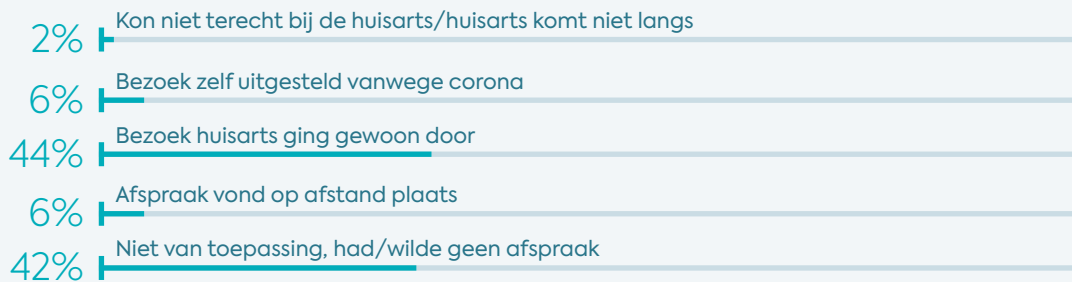 Kon niet terecht bij de huisarts/huisarts komt niet langs
2%
Bezoek zelf uitgesteld vanwege corona
6%
Bezoek huisarts ging gewoon door
44%
Afspraak vond op afstand plaats
6%
Niet van toepassing, had/wilde geen afspraak
42%